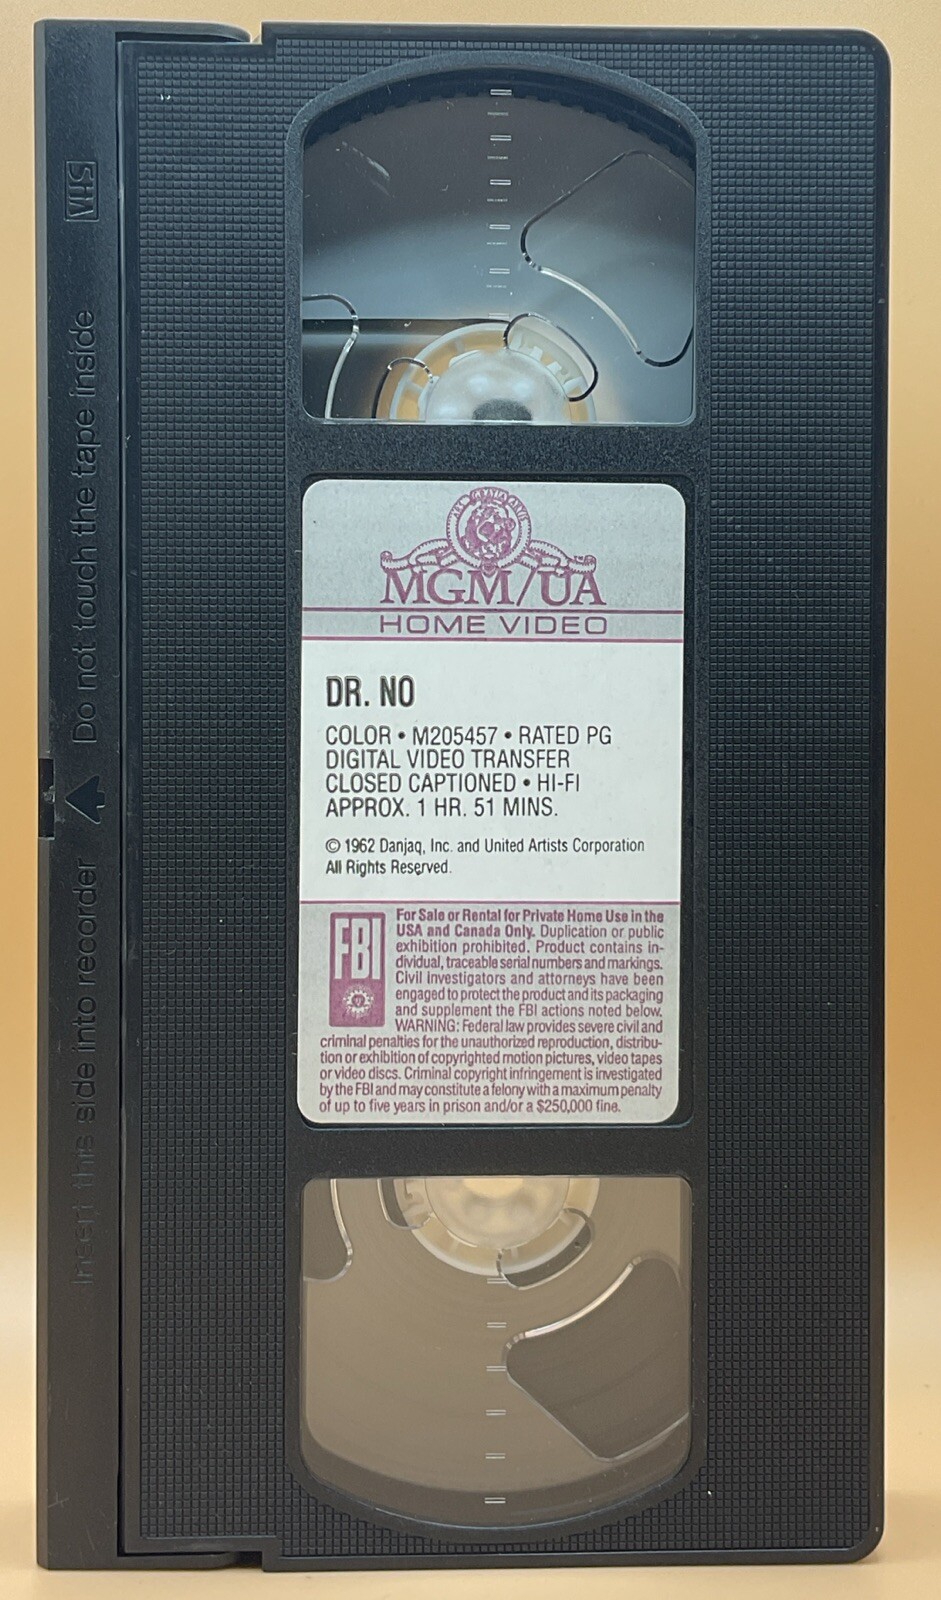 VHS
Do not touch the tape inside
Insert this side into recorder
ARS GRATIA ARTIS
MGM/UA
HOME VIDEO
DR. NO
COLOR • M205457 • RATED PG
DIGITAL VIDEO TRANSFER
CLOSED CAPTIONED • HI-FI
APPROX. 1 HR. 51 MINS.
© 1962 Danjaq, Inc. and United Artists Corporation
All Rights Reserved.
FBI
For Sale or Rental for Private Home Use in the
USA and Canada Only. Duplication or public
exhibition prohibited. Product contains in-
dividual, traceable serial numbers and markings.
Civil investigators and attorneys have been
engaged to protect the product and its packaging
and supplement the FBI actions noted below.
WARNING: Federal law provides severe civil and
criminal penalties for the unauthorized reproduction, distribu-
tion or exhibition of copyrighted motion pictures, video tapes
or video discs. Criminal copyright infringement is investigated
by the FBI and may constitute a felony with a maximum penalty
of up to five years in prison and/or a $250,000 fine.